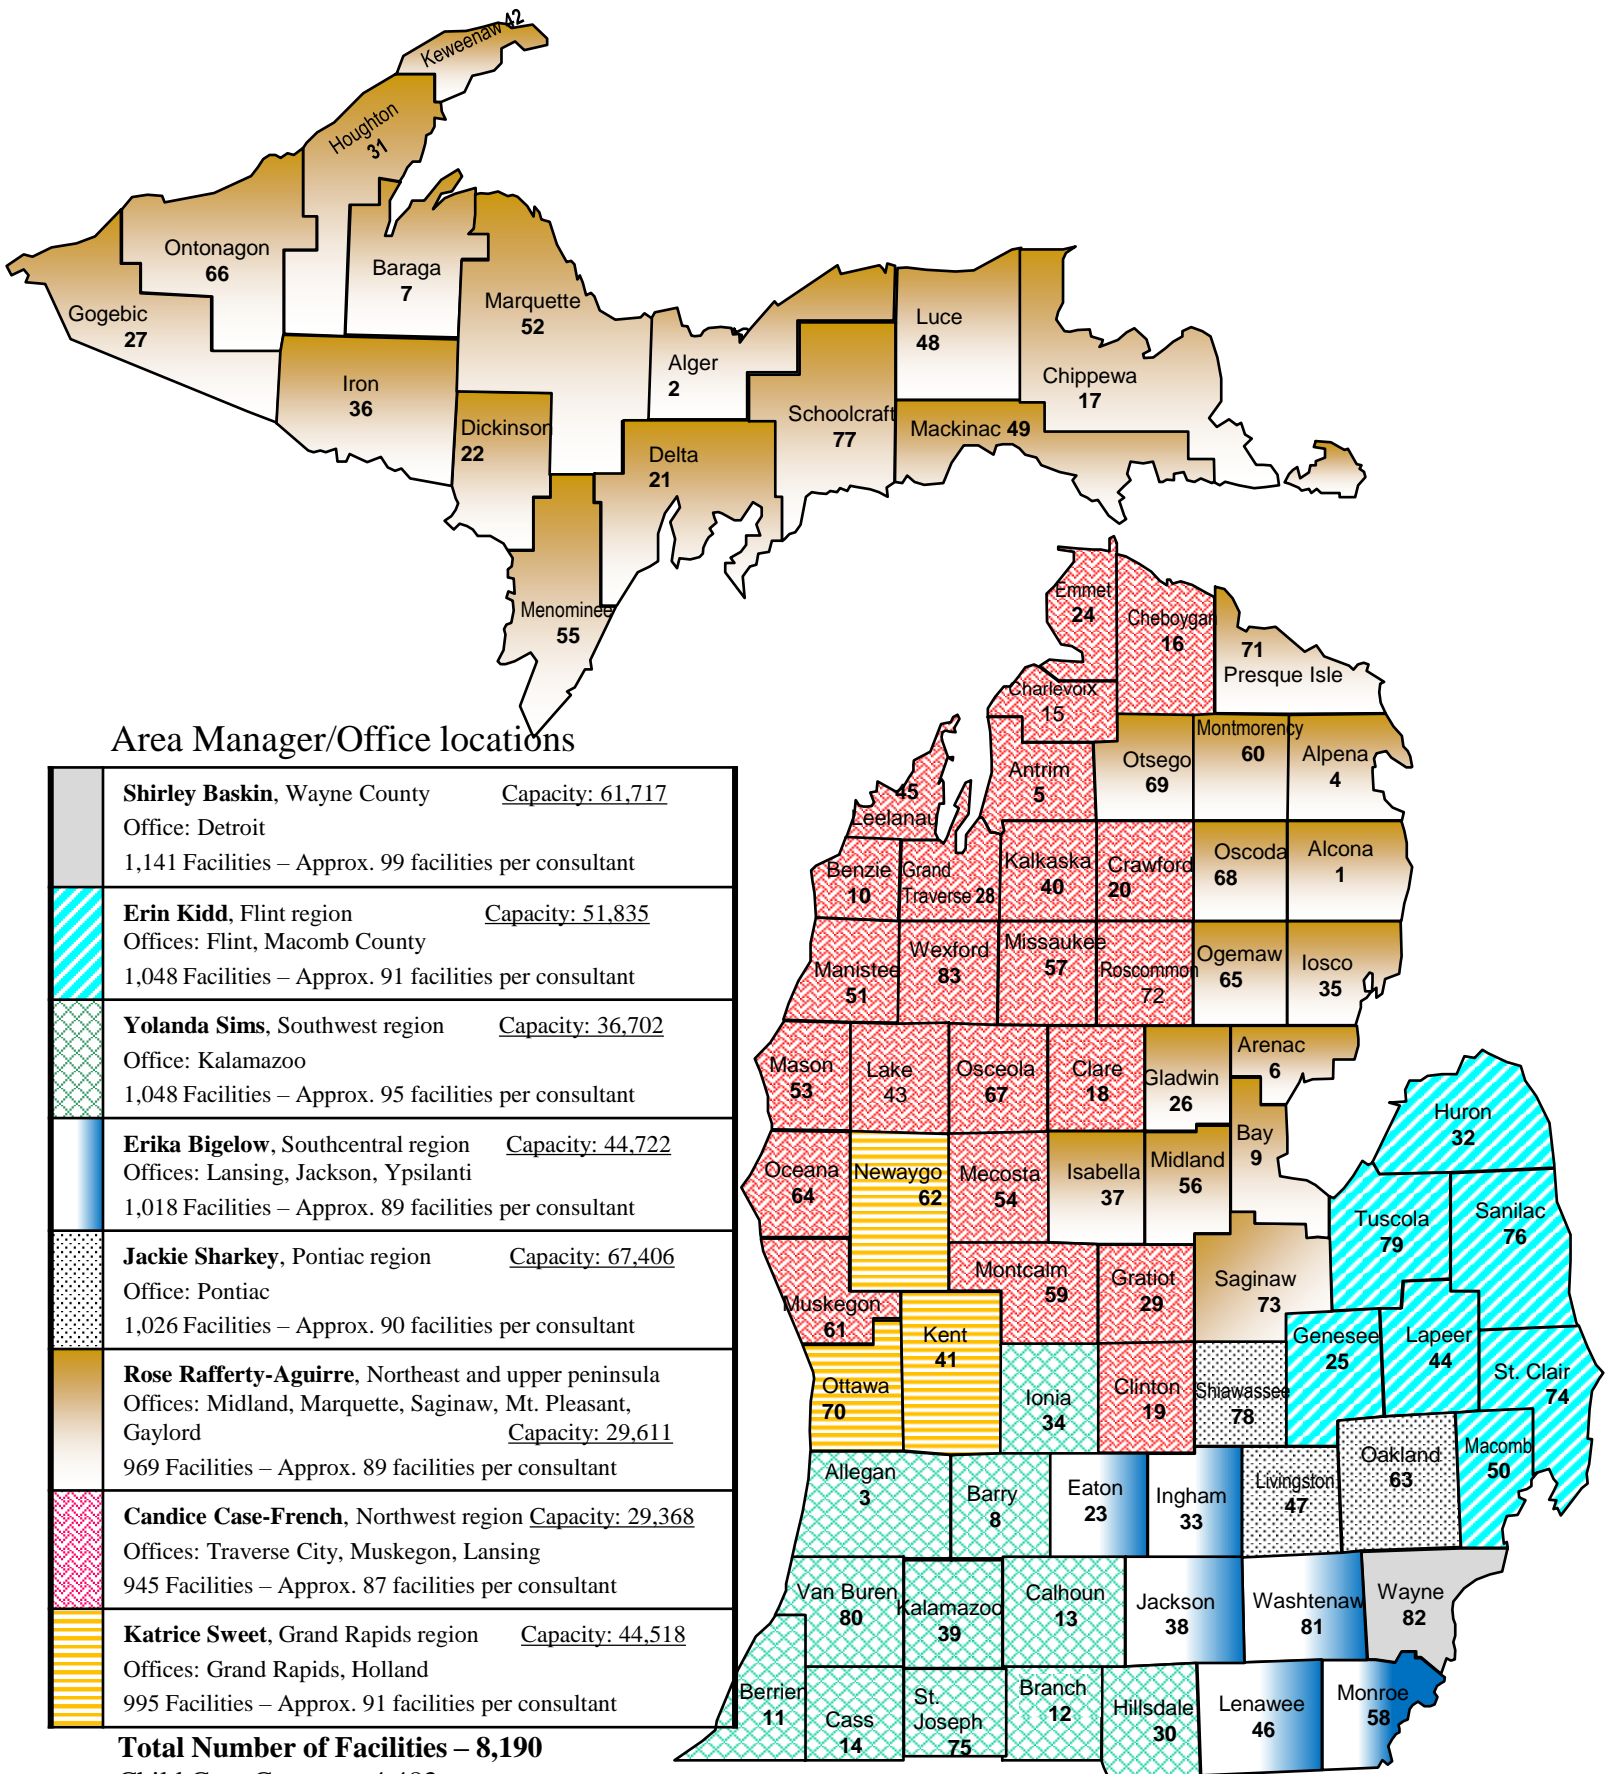 Keweenaw 42
Houghton
31
Ontonagon
66
Baraga
7
Gogebic
27
Marquette
52
Iron
36
Dickinson
22
Alger
2
Luce
48
Chippewa
17
Schoolcraft
77
Mackinac 49
Delta
21
Menominee
55
Emmet
24
Cheboygan
16
71
Presque Isle
Charlevoix
15
Antrim
5
Otsego
69
Montmorency
60
Alpena
4
45
Leelanau
Benzie
10
Grand
Traverse 28
Kalkaska
40
Crawford
20
Oscoda
68
Alcona
1
Manistee
51
Wexford
83
Missaukee
57
Roscommon
72
Ogemaw
65
Iosco
35
Mason
53
Lake
43
Osceola
67
Clare
18
Gladwin
26
Arenac
6
Bay
9
Huron
32
Oceana
64
Newaygo
62
Mecosta
54
Isabella
37
Midland
56
Tuscola
79
Sanilac
76
Muskegon
61
Montcalm
59
Gratiot
29
Saginaw
73
Kent
41
Ottawa
70
Ionia
34
Clinton
19
Shiawassee
78
Genesee
25
Lapeer
44
St. Clair
74
Allegan
3
Barry
8
Eaton
23
Ingham
33
Livingston
47
Oakland
63
Macomb
50
Van Buren
80
Kalamazoo
39
Calhoun
13
Jackson
38
Washtenaw
81
Wayne
82
Berrien
11
Cass
14
St.
Joseph
75
Branch
12
Hillsdale
30
Lenawee
46
Monroe
58
Area Manager/Office locations
Shirley Baskin, Wayne County Capacity: 61,717
Office: Detroit
1,141 Facilities – Approx. 99 facilities per consultant
Erin Kidd, Flint region Capacity: 51,835
Offices: Flint, Macomb County
1,048 Facilities – Approx. 91 facilities per consultant
Yolanda Sims, Southwest region Capacity: 36,702
Office: Kalamazoo
1,048 Facilities – Approx. 95 facilities per consultant
Erika Bigelow, Southcentral region Capacity: 44,722
Offices: Lansing, Jackson, Ypsilanti
1,018 Facilities – Approx. 89 facilities per consultant
Jackie Sharkey, Pontiac region Capacity: 67,406
Office: Pontiac
1,026 Facilities – Approx. 90 facilities per consultant
Rose Rafferty-Aguirre, Northeast and upper peninsula
Offices: Midland, Marquette, Saginaw, Mt. Pleasant,
Gaylord Capacity: 29,611
969 Facilities – Approx. 89 facilities per consultant
Candice Case-French, Northwest region Capacity: 29,368
Offices: Traverse City, Muskegon, Lansing
945 Facilities – Approx. 87 facilities per consultant
Katrice Sweet, Grand Rapids region Capacity: 44,518
Offices: Grand Rapids, Holland
995 Facilities – Approx. 91 facilities per consultant
Total Number of Facilities – 8,190